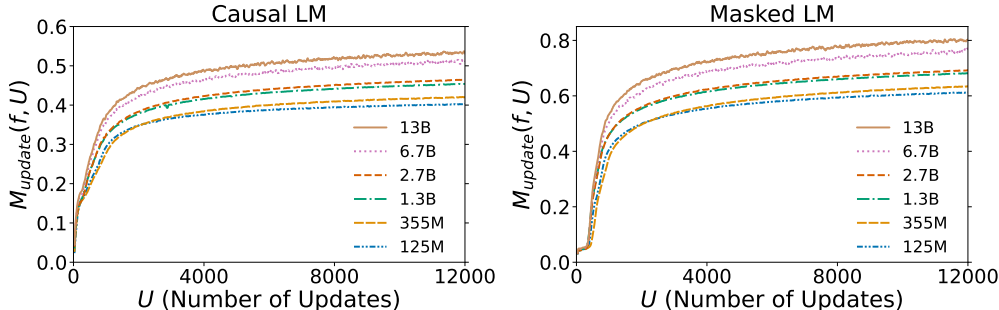 Causal LM
M_update(f, U)
0.6
0.5
0.4
0.3
0.2
0.1
0.0
13B
6.7B
2.7B
1.3B
355M
125M
0 4000 8000 12000
U (Number of Updates)
Masked LM
M_update(f, U)
0.8
0.6
0.4
0.2
0.0
13B
6.7B
2.7B
1.3B
355M
125M
0 4000 8000 12000
U (Number of Updates)